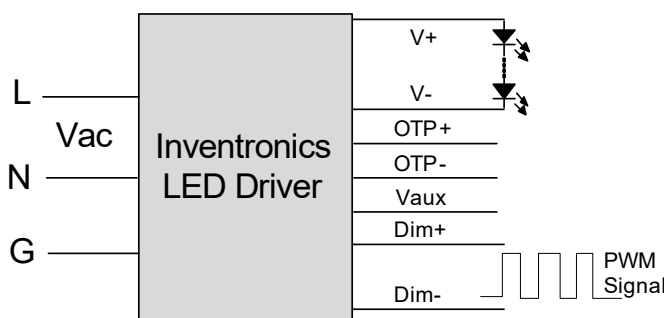 L
Vac
N
G
Inventronics
LED Driver
V+
V-
OTP+
OTP-
Vaux
Dim+
Dim-
PWM
Signal